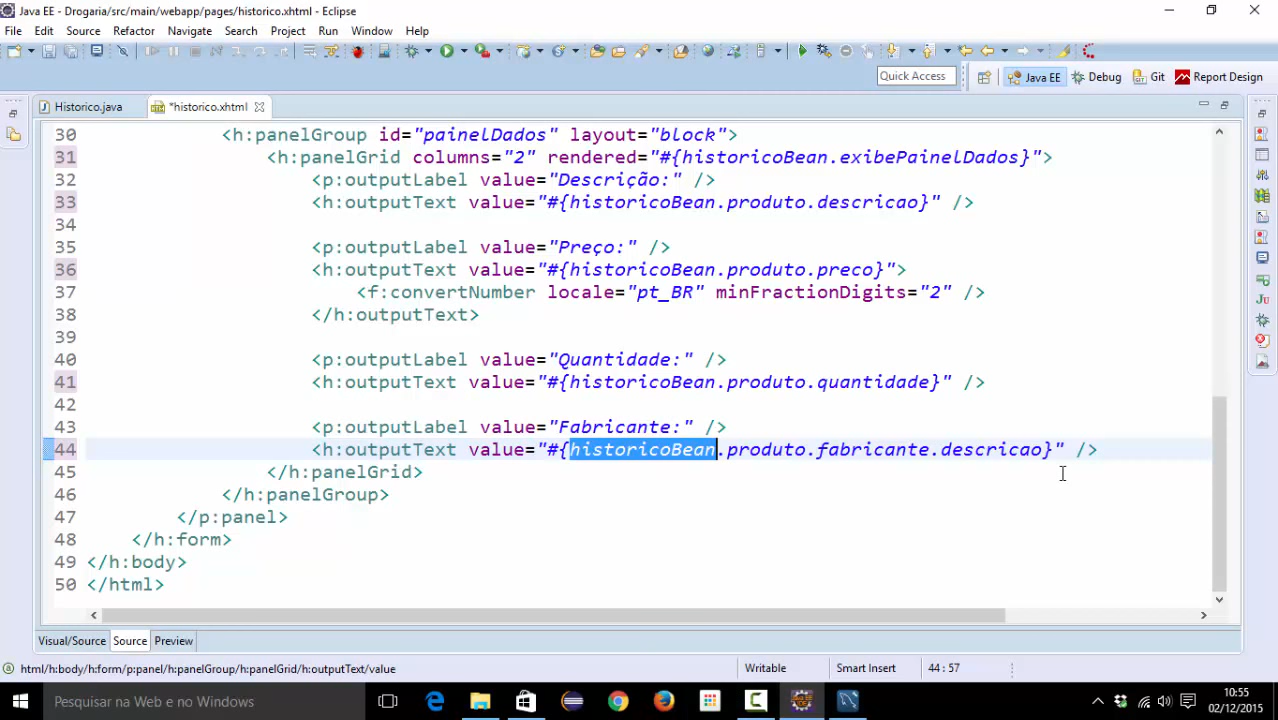 Java EE - Drogaria/src/main/webapp/pages/historico.xhtml - Eclipse
File Edit Source Refactor Navigate Search Project Run Window Help
Quick Access
Java EE Debug Git Report Design
Historico.java *historico.xhtml
30 <h:panelGroup id="painelDados" layout="block">
31 <h:panelGrid columns="2" rendered="#{historicoBean.exibePainelDados}">
32 <p:outputLabel value="Descrição:" />
33 <h:outputText value="#{historicoBean.produto.descricao}" />
34
35 <p:outputLabel value="Preço:" />
36 <h:outputText value="#{historicoBean.produto.preco}">
37 <f:convertNumber locale="pt_BR" minFractionDigits="2" />
38 </h:outputText>
39
40 <p:outputLabel value="Quantidade:" />
41 <h:outputText value="#{historicoBean.produto.quantidade}" />
42
43 <p:outputLabel value="Fabricante:" />
44 <h:outputText value="#{historicoBean.produto.fabricante.descricao}" />
45 </h:panelGrid>
46 </h:panelGroup>
47 </p:panel>
48 </h:form>
49 </h:body>
50 </html>
Visual/Source Source Preview
html/h:body/h:form/p:panel/h:panelGroup/h:panelGrid/h:outputText/value Writable Smart Insert 44 : 57
Pesquisar na Web e no Windows
10:55
02/12/2015